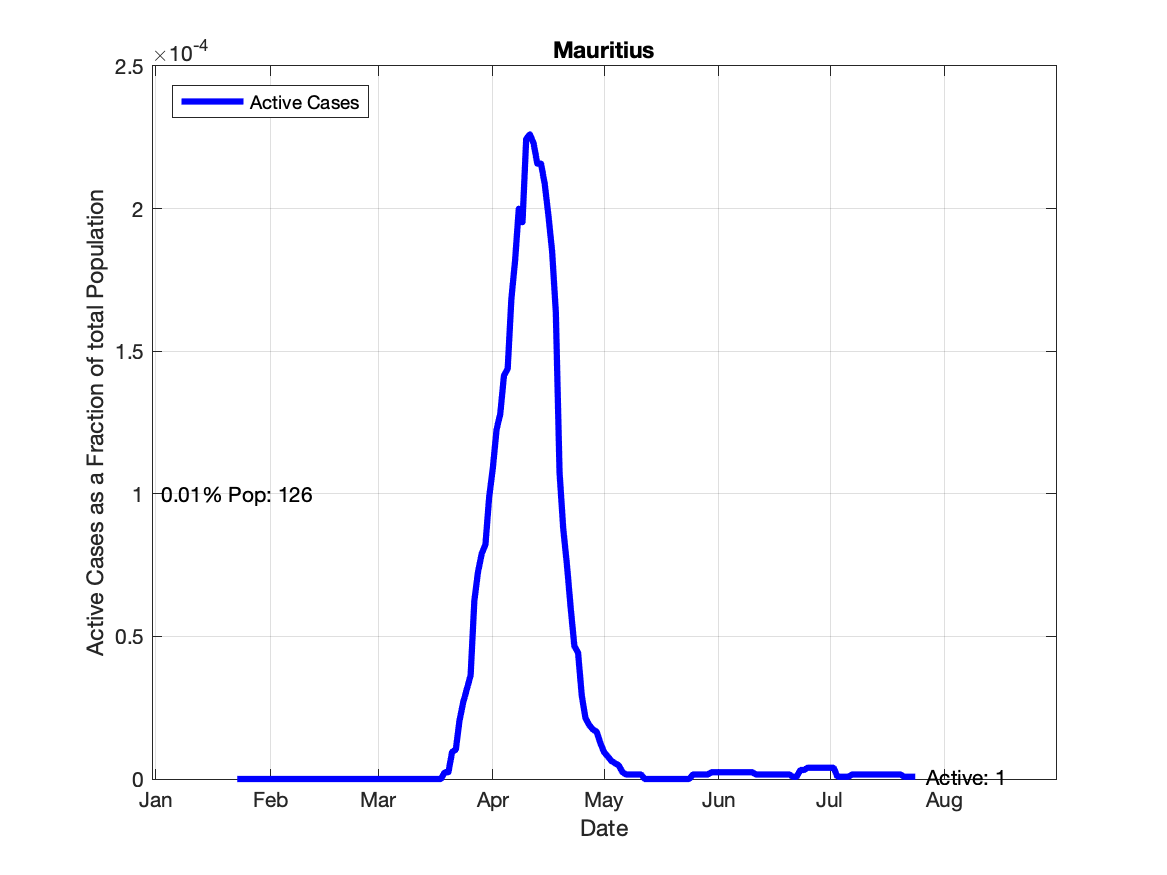 Mauritius
×10-4
2.5
2
1.5
1
0.5
0
Active Cases as a Fraction of total Population
Active Cases
0.01% Pop: 126
Active: 1
Jan Feb Mar Apr May Jun Jul Aug
Date